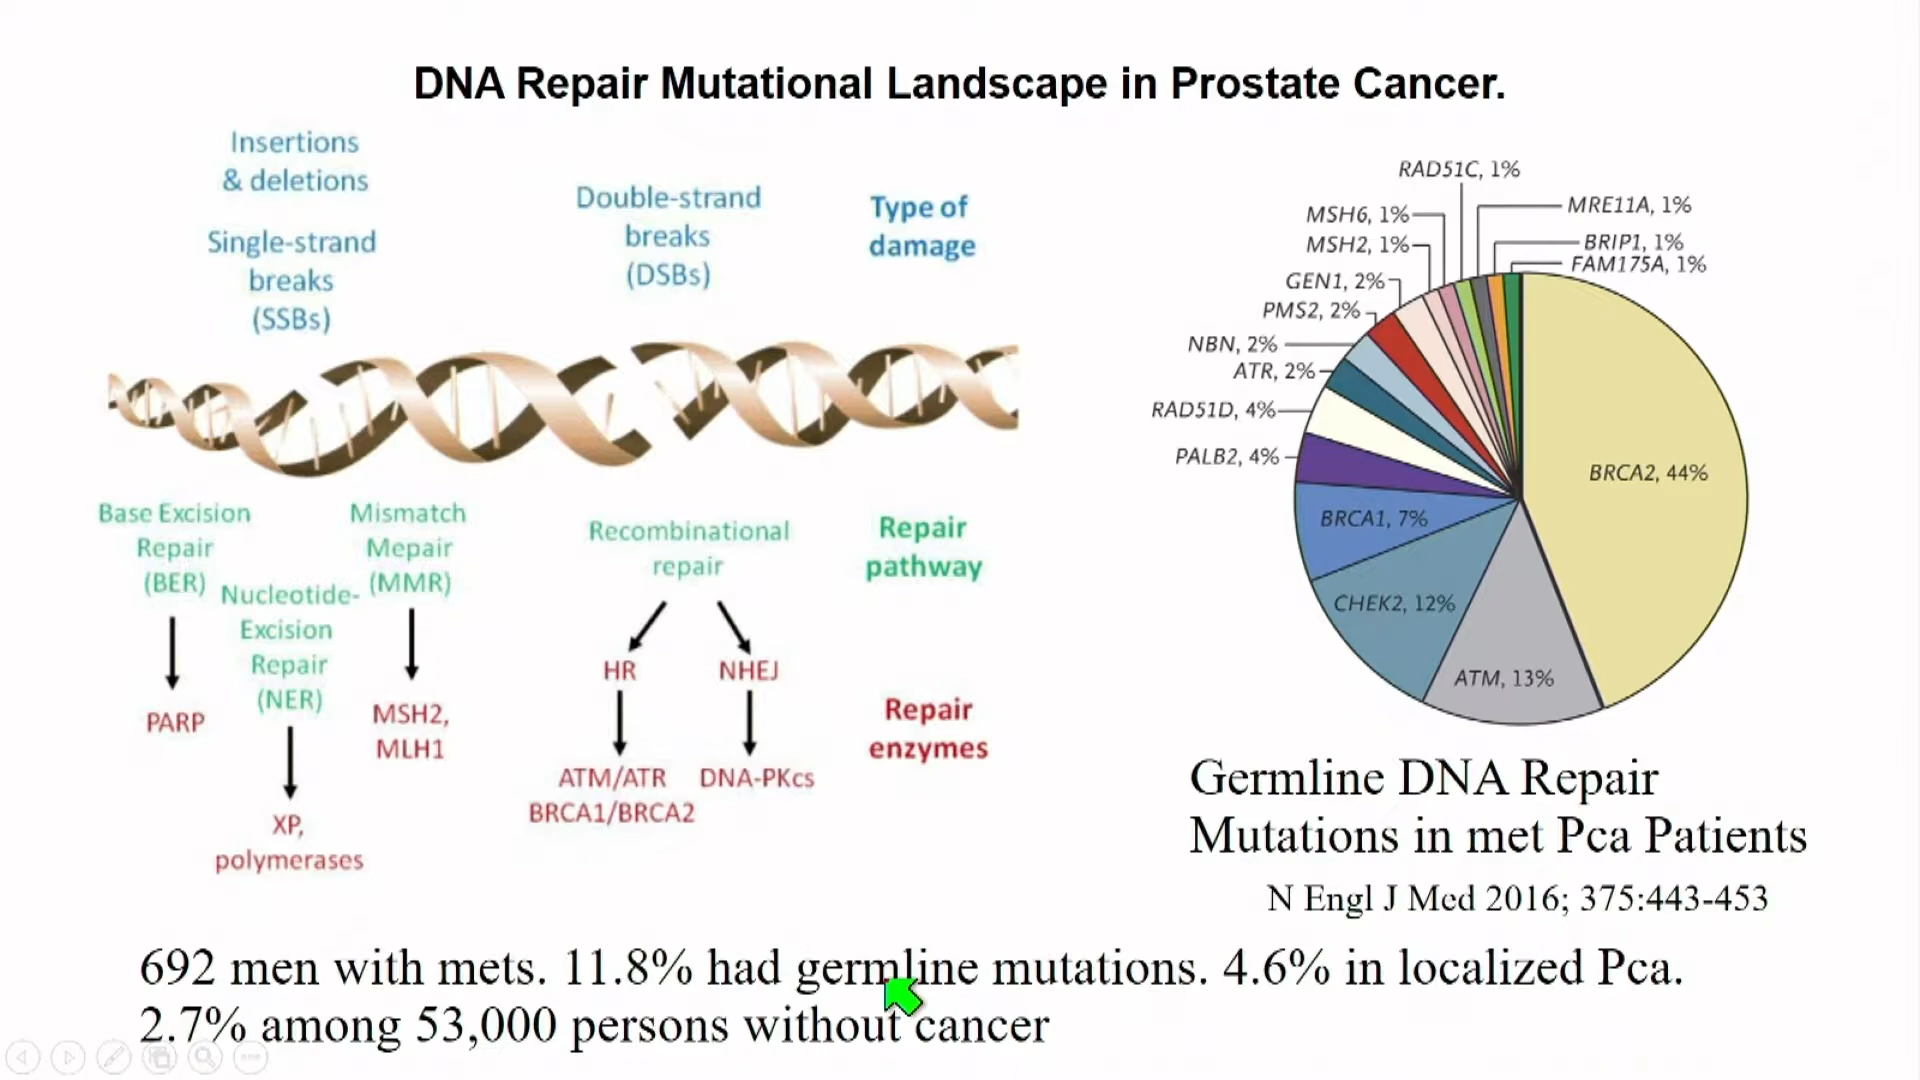 DNA Repair Mutational Landscape in Prostate Cancer.
Insertions
& deletions
Single-strand
breaks
(SSBs)
Double-strand
breaks
(DSBs)
Type of
damage
Base Excision
Repair
(BER)
Nucleotide-
Excision
Repair
(NER)
Mismatch
Mepair
(MMR)
Recombinational
repair
Repair
pathway
PARP
XP,
polymerases
MSH2,
MLH1
HR
NHEJ
ATM/ATR
BRCA1/BRCA2
DNA-PKcs
Repair
enzymes
RAD51C, 1%
MSH6, 1%
MRE11A, 1%
MSH2, 1%
BRIP1, 1%
FAM175A, 1%
GEN1, 2%
PMS2, 2%
NBN, 2%
ATR, 2%
RAD51D, 4%
PALB2, 4%
BRCA2, 44%
BRCA1, 7%
CHEK2, 12%
ATM, 13%
Germline DNA Repair
Mutations in met Pca Patients
N Engl J Med 2016; 375:443-453
692 men with mets. 11.8% had germline mutations. 4.6% in localized Pca.
2.7% among 53,000 persons without cancer